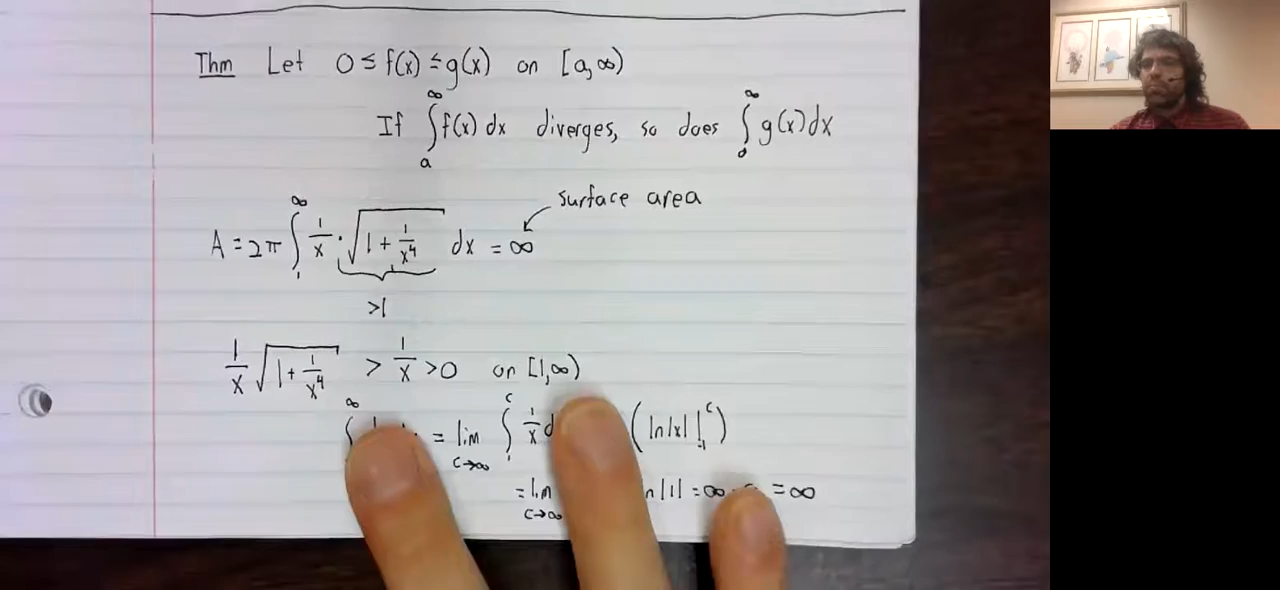 Thm Let 0 ≤ f(x) ≤ g(x) on [a, ∞)
If ∫_a^∞ f(x) dx diverges, so does ∫_a^∞ g(x) dx
surface area
A = 2π ∫_1^∞ 1/x · √(1 + 1/x⁴) dx = ∞
>1
1/x √(1 + 1/x⁴) > 1/x > 0 on [1, ∞)
∫^∞ = lim_{c→∞} ∫_1^c 1/x d (ln|x| |_1^c)
= lim_{c→∞} n|1| = ∞ - = ∞